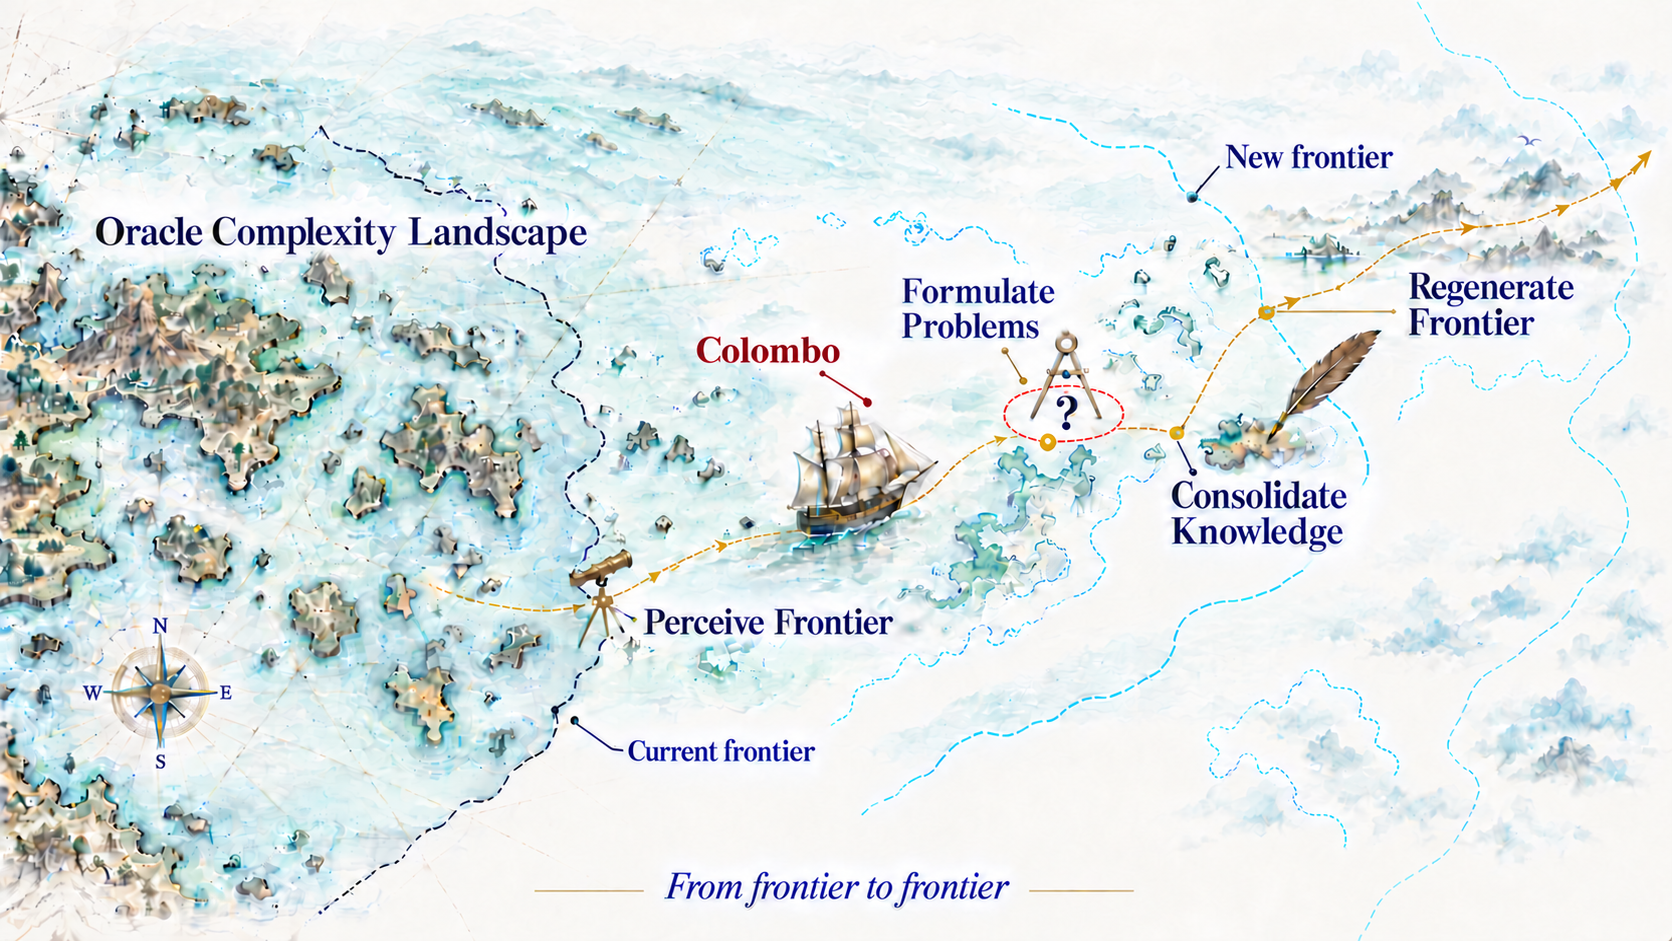 New frontier
Oracle Complexity Landscape
Formulate
Problems
Regenerate
Frontier
Colombo
?
Consolidate
Knowledge
Perceive Frontier
N
W
E
S
Current frontier
From frontier to frontier